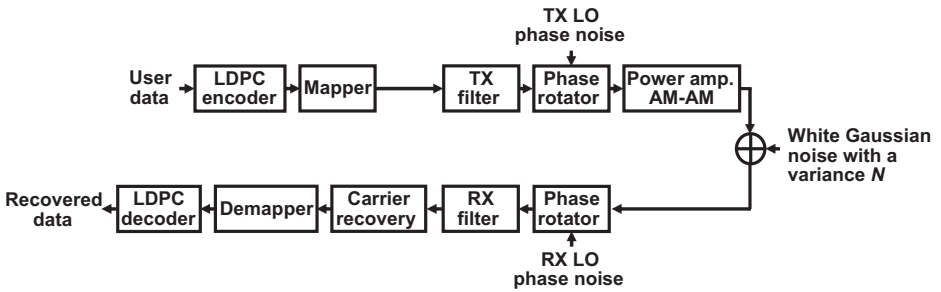 TX LO
phase noise
User
data
LDPC
encoder
Mapper
TX
filter
Phase
rotator
Power amp.
AM-AM
White Gaussian
noise with a
variance N
Recovered
data
LDPC
decoder
Demapper
Carrier
recovery
RX
filter
Phase
rotator
RX LO
phase noise